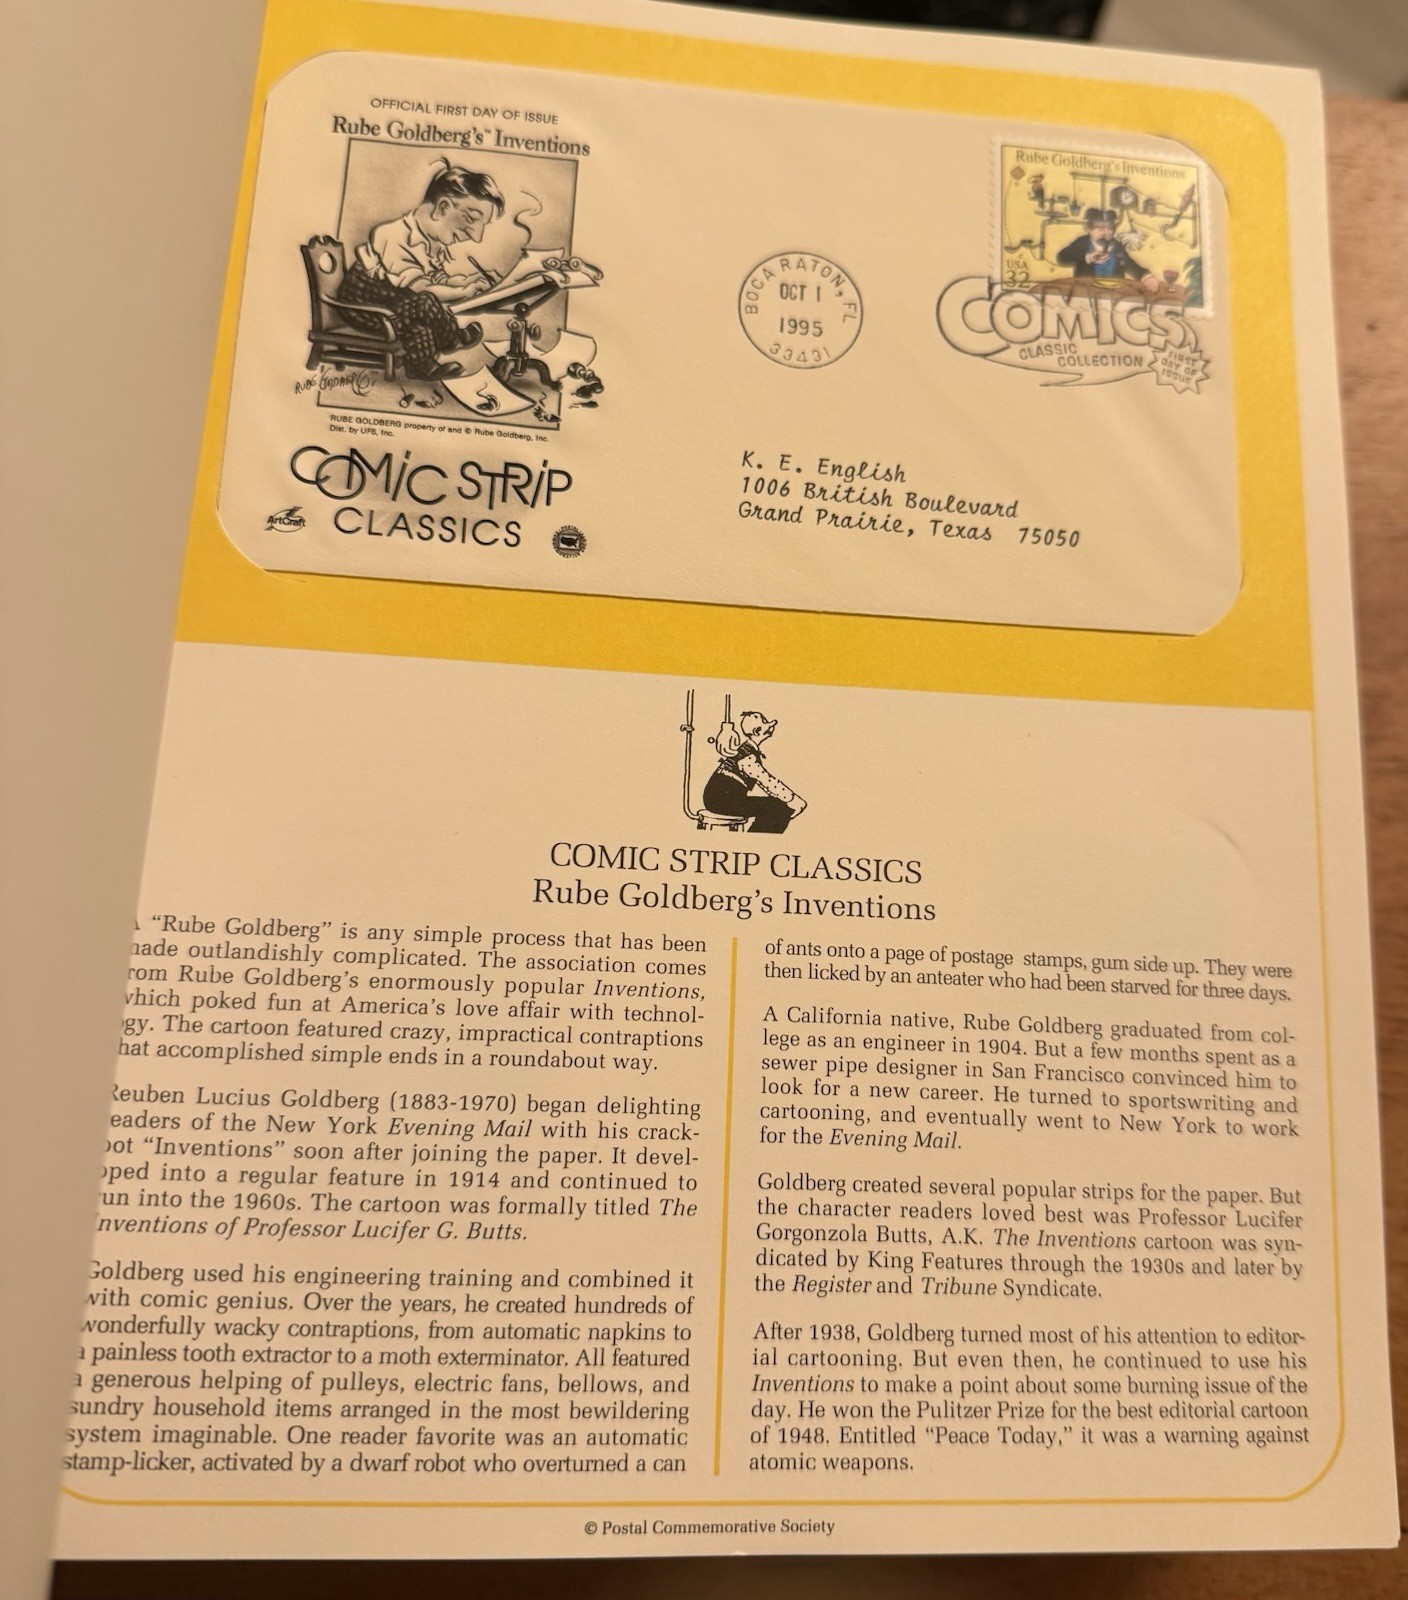 OFFICIAL FIRST DAY OF ISSUE
Rube Goldberg's™ Inventions
RUBE GOLDBERG
RUBE GOLDBERG property of and © Rube Goldberg, Inc.
Dist. by UFS, Inc.
COMiC STRiP
CLASSICS
ArtCraft
BOCA RATON, FL
OCT 1
1995
33431
Rube Goldberg's Inventions
USA
32
COMICS
CLASSIC
COLLECTION
FIRST
DAY OF
ISSUE
K. E. English
1006 British Boulevard
Grand Prairie, Texas 75050
COMIC STRIP CLASSICS
Rube Goldberg's Inventions
“Rube Goldberg” is any simple process that has been
ade outlandishly complicated. The association comes
rom Rube Goldberg's enormously popular Inventions,
hich poked fun at America's love affair with technol-
gy. The cartoon featured crazy, impractical contraptions
hat accomplished simple ends in a roundabout way.
Reuben Lucius Goldberg (1883-1970) began delighting
eaders of the New York Evening Mail with his crack-
pot “Inventions” soon after joining the paper. It devel-
oped into a regular feature in 1914 and continued to
run into the 1960s. The cartoon was formally titled The
Inventions of Professor Lucifer G. Butts.
Goldberg used his engineering training and combined it
with comic genius. Over the years, he created hundreds of
wonderfully wacky contraptions, from automatic napkins to
a painless tooth extractor to a moth exterminator. All featured
a generous helping of pulleys, electric fans, bellows, and
sundry household items arranged in the most bewildering
system imaginable. One reader favorite was an automatic
stamp-licker, activated by a dwarf robot who overturned a can
of ants onto a page of postage stamps, gum side up. They were
then licked by an anteater who had been starved for three days.
A California native, Rube Goldberg graduated from col-
lege as an engineer in 1904. But a few months spent as a
sewer pipe designer in San Francisco convinced him to
look for a new career. He turned to sportswriting and
cartooning, and eventually went to New York to work
for the Evening Mail.
Goldberg created several popular strips for the paper. But
the character readers loved best was Professor Lucifer
Gorgonzola Butts, A.K. The Inventions cartoon was syn-
dicated by King Features through the 1930s and later by
the Register and Tribune Syndicate.
After 1938, Goldberg turned most of his attention to editor-
ial cartooning. But even then, he continued to use his
Inventions to make a point about some burning issue of the
day. He won the Pulitzer Prize for the best editorial cartoon
of 1948. Entitled “Peace Today,” it was a warning against
atomic weapons.
© Postal Commemorative Society